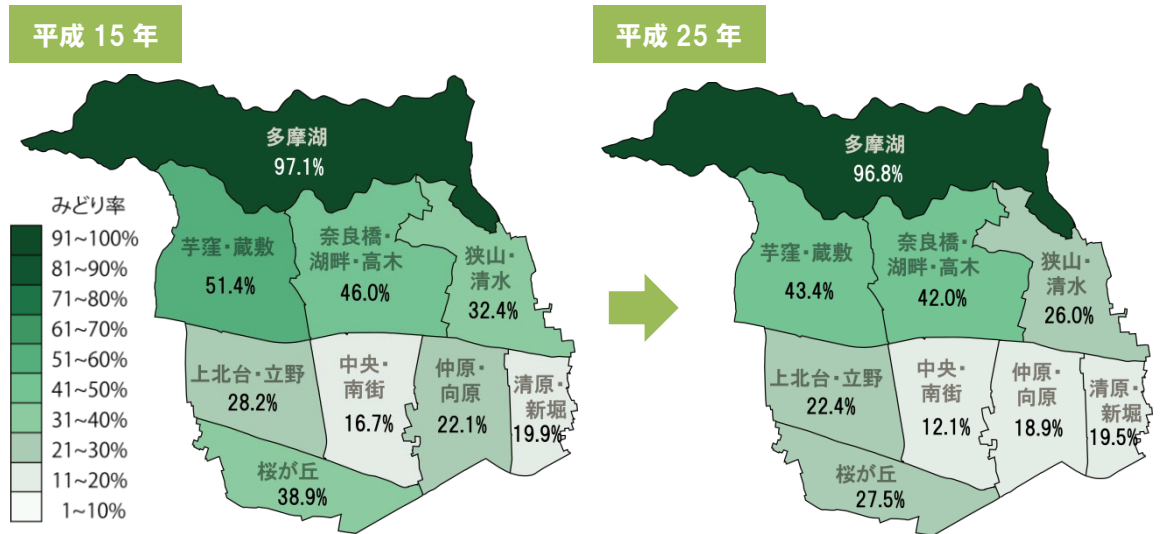 平成 15 年
多摩湖
97.1%
みどり率
91~100%
81~90%
71~80%
61~70%
51~60%
41~50%
31~40%
21~30%
11~20%
1~10%
芋窪・蔵敷
51.4%
奈良橋・
湖畔・高木
46.0%
狭山・
清水
32.4%
上北台・立野
28.2%
中央・
南街
16.7%
仲原・
向原
22.1%
清原・
新堀
19.9%
桜が丘
38.9%
平成 25 年
多摩湖
96.8%
芋窪・蔵敷
43.4%
奈良橋・
湖畔・高木
42.0%
狭山・
清水
26.0%
上北台・立野
22.4%
中央・
南街
12.1%
仲原・
向原
18.9%
清原・
新堀
19.5%
桜が丘
27.5%